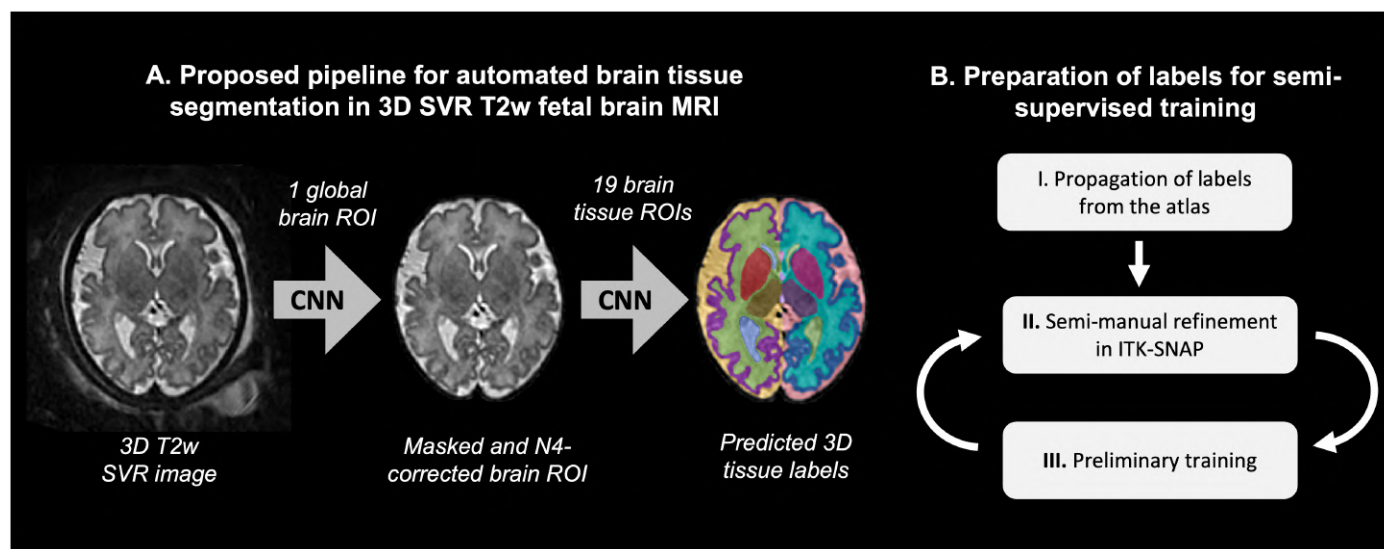 A. Proposed pipeline for automated brain tissue
segmentation in 3D SVR T2w fetal brain MRI
1 global
brain ROI
CNN
19 brain
tissue ROIs
CNN
3D T2w
SVR image
Masked and N4-
corrected brain ROI
Predicted 3D
tissue labels
B. Preparation of labels for semi-
supervised training
I. Propagation of labels
from the atlas
II. Semi-manual refinement
in ITK-SNAP
III. Preliminary training